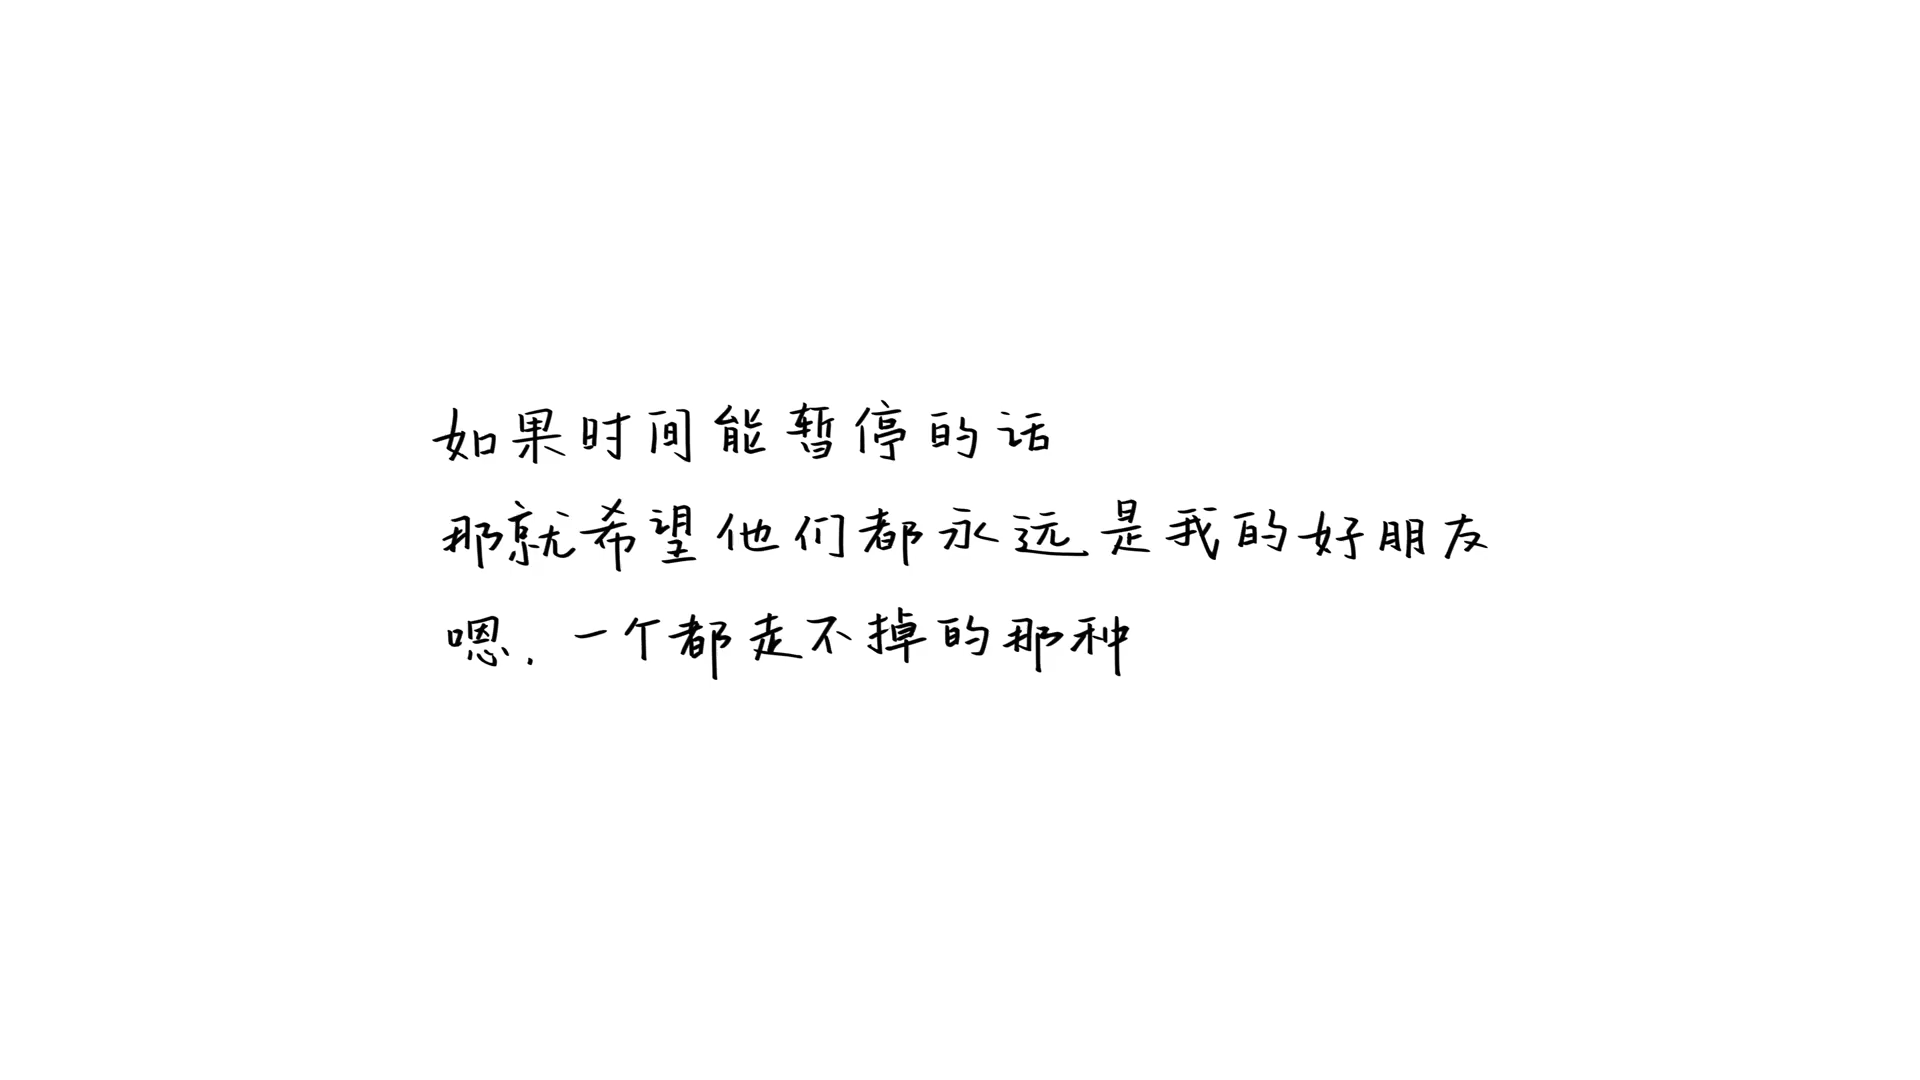 如果时间能暂停的话
那就希望他们都永远是我的好朋友
嗯.一个都走不掉的那种